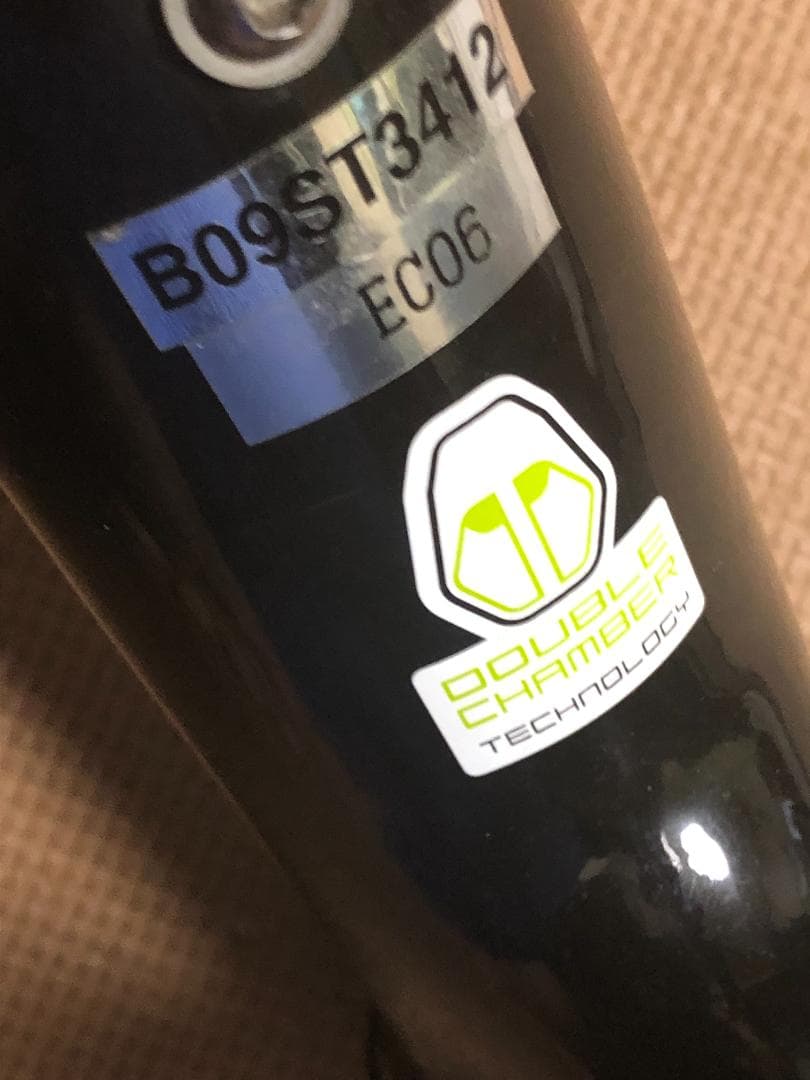 B09ST3412
EC06
DOUBLE
CHAMBER
TECHNOLOGY